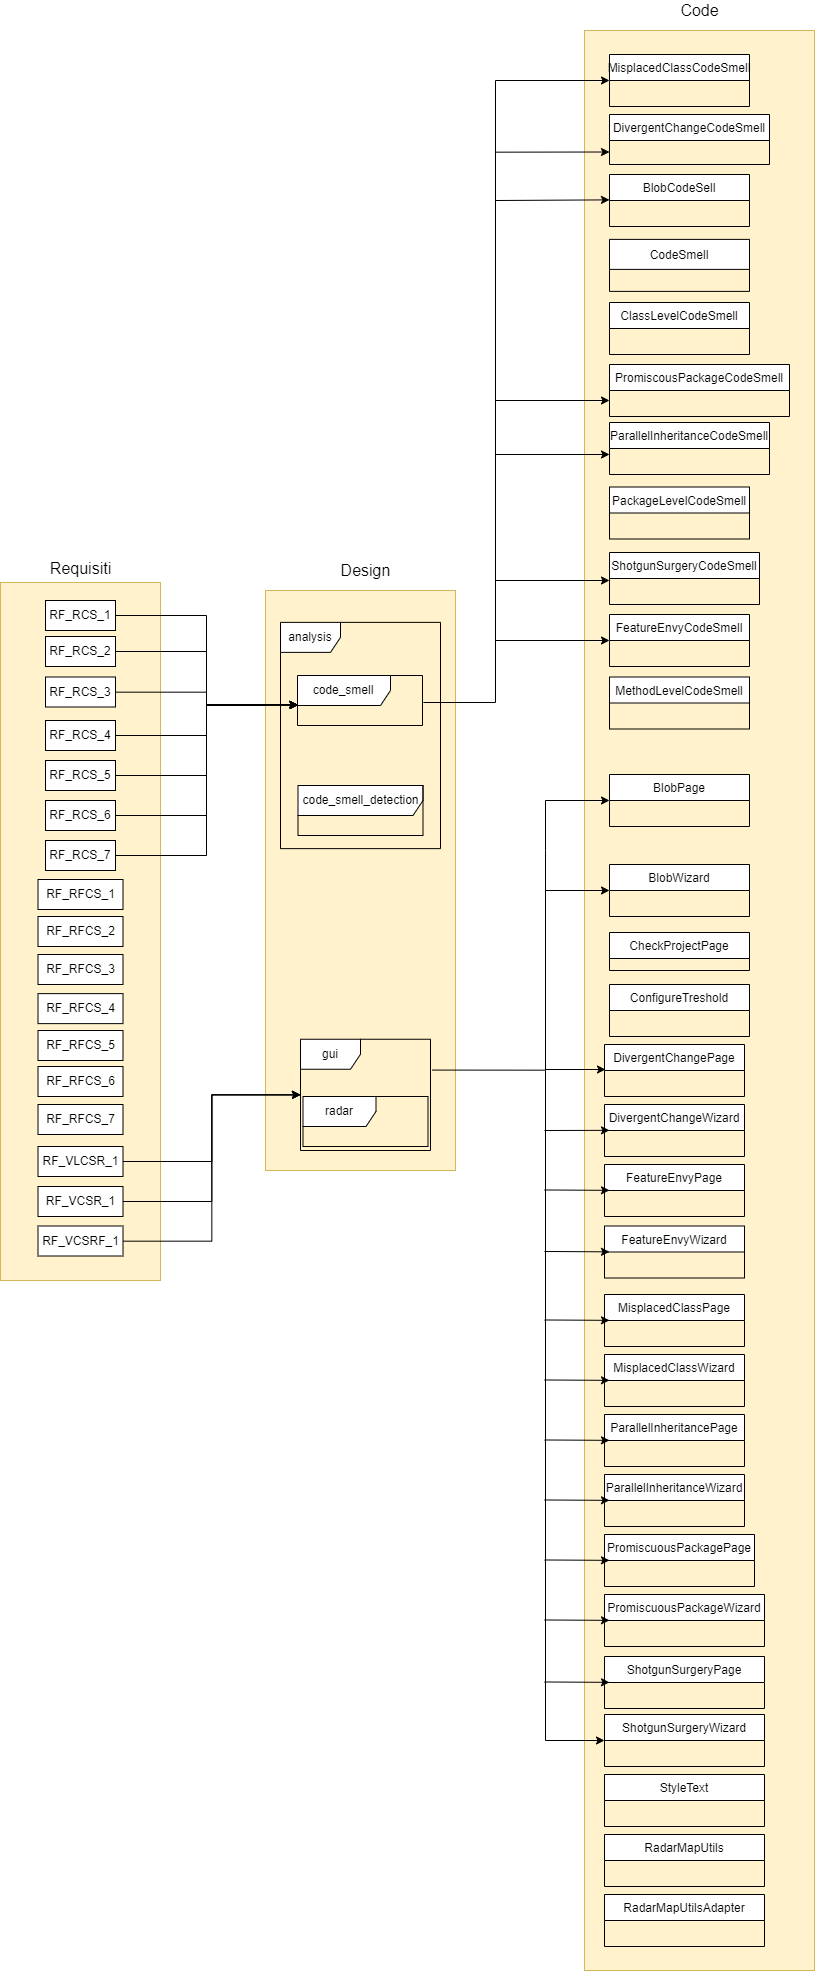 Code
MisplacedClassCodeSmell
DivergentChangeCodeSmell
BlobCodeSell
CodeSmell
ClassLevelCodeSmell
PromiscousPackageCodeSmell
ParallelInheritanceCodeSmell
PackageLevelCodeSmell
ShotgunSurgeryCodeSmell
FeatureEnvyCodeSmell
MethodLevelCodeSmell
BlobPage
BlobWizard
CheckProjectPage
ConfigureTreshold
DivergentChangePage
DivergentChangeWizard
FeatureEnvyPage
FeatureEnvyWizard
MisplacedClassPage
MisplacedClassWizard
ParallelInheritancePage
ParallelInheritanceWizard
PromiscuousPackagePage
PromiscuousPackageWizard
ShotgunSurgeryPage
ShotgunSurgeryWizard
StyleText
RadarMapUtils
RadarMapUtilsAdapter
Design
analysis
code_smell
code_smell_detection
gui
radar
Requisiti
RF_RCS_1
RF_RCS_2
RF_RCS_3
RF_RCS_4
RF_RCS_5
RF_RCS_6
RF_RCS_7
RF_RFCS_1
RF_RFCS_2
RF_RFCS_3
RF_RFCS_4
RF_RFCS_5
RF_RFCS_6
RF_RFCS_7
RF_VLCSR_1
RF_VCSR_1
RF_VCSRF_1